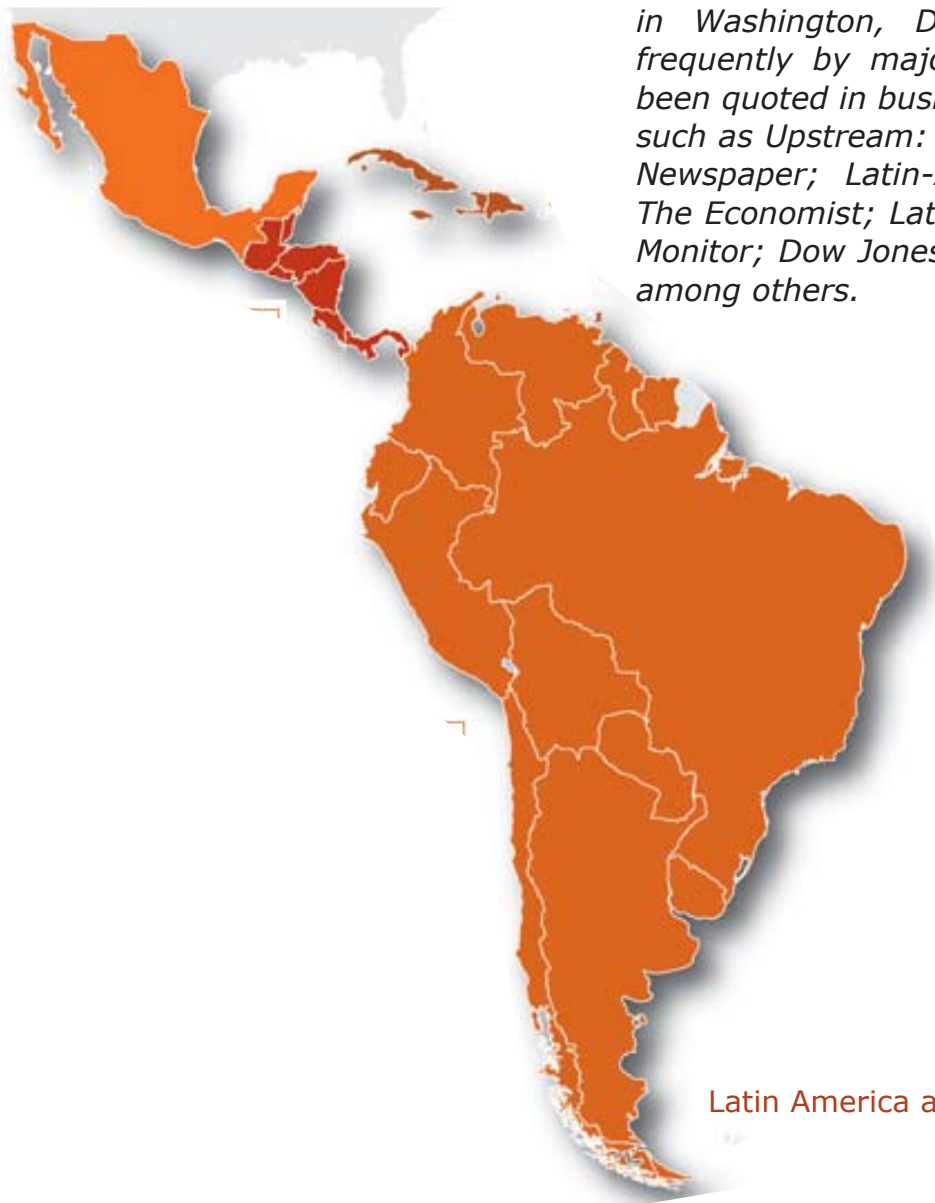 in Washington, D
frequently by majo
been quoted in busi
such as Upstream:
Newspaper; Latin-
The Economist; Lat
Monitor; Dow Jones
among others.
Latin America a